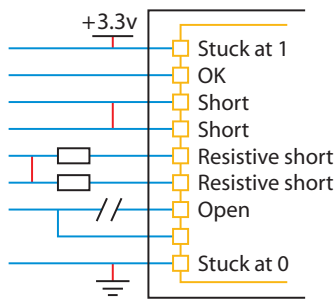 +3.3v
Stuck at 1
OK
Short
Short
Resistive short
Resistive short
Open
Stuck at 0